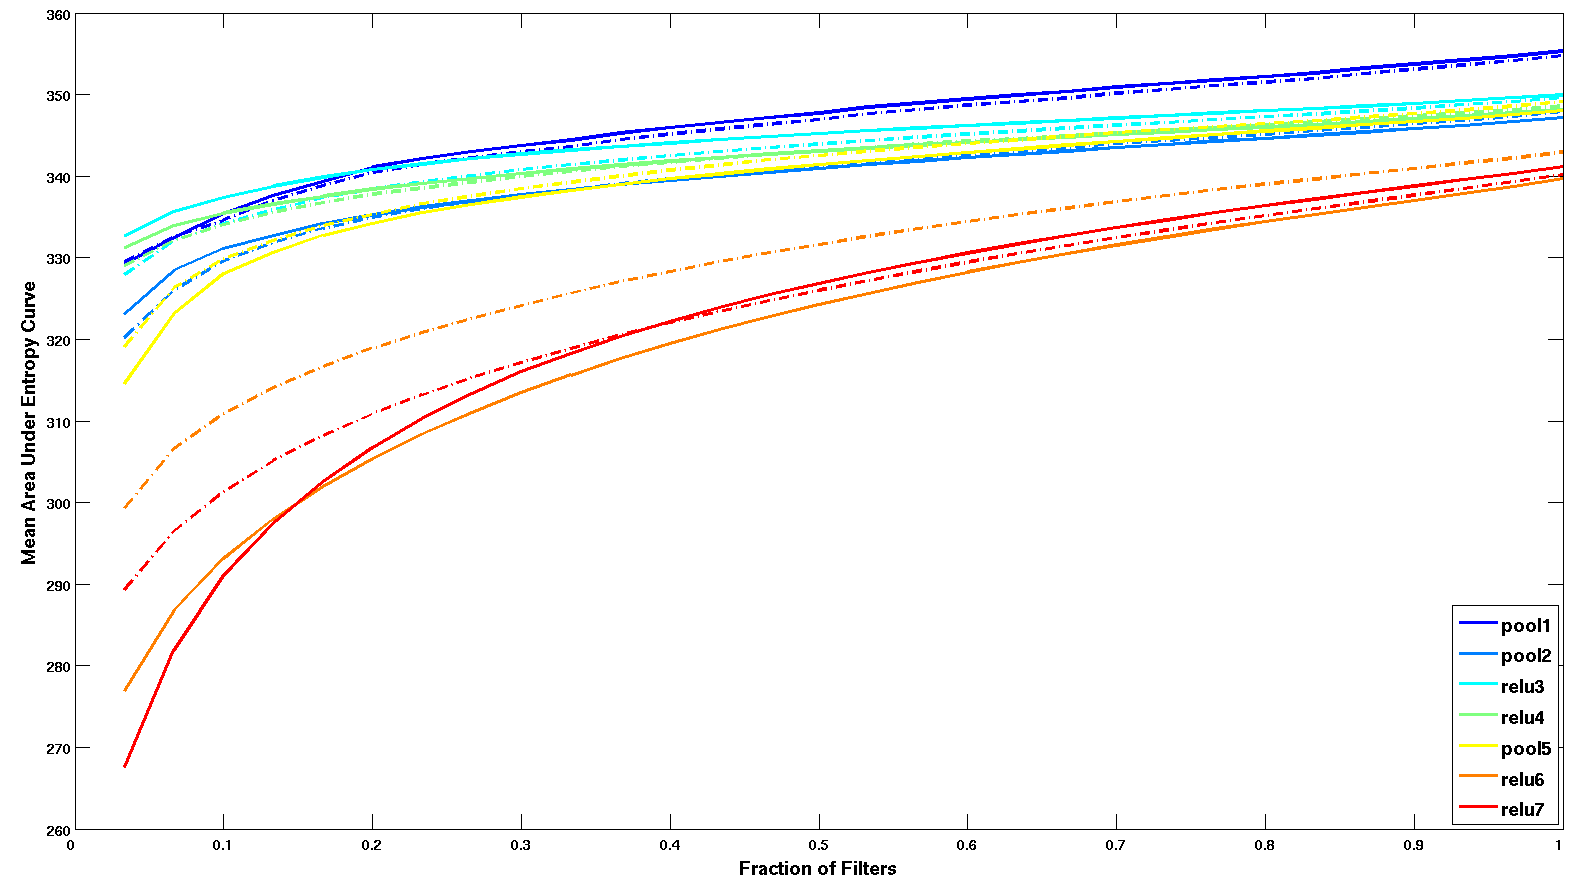 360
350
340
330
320
310
300
290
280
270
260
Mean Area Under Entropy Curve
0 0.1 0.2 0.3 0.4 0.5 0.6 0.7 0.8 0.9 1
Fraction of Filters
pool1
pool2
relu3
relu4
pool5
relu6
relu7